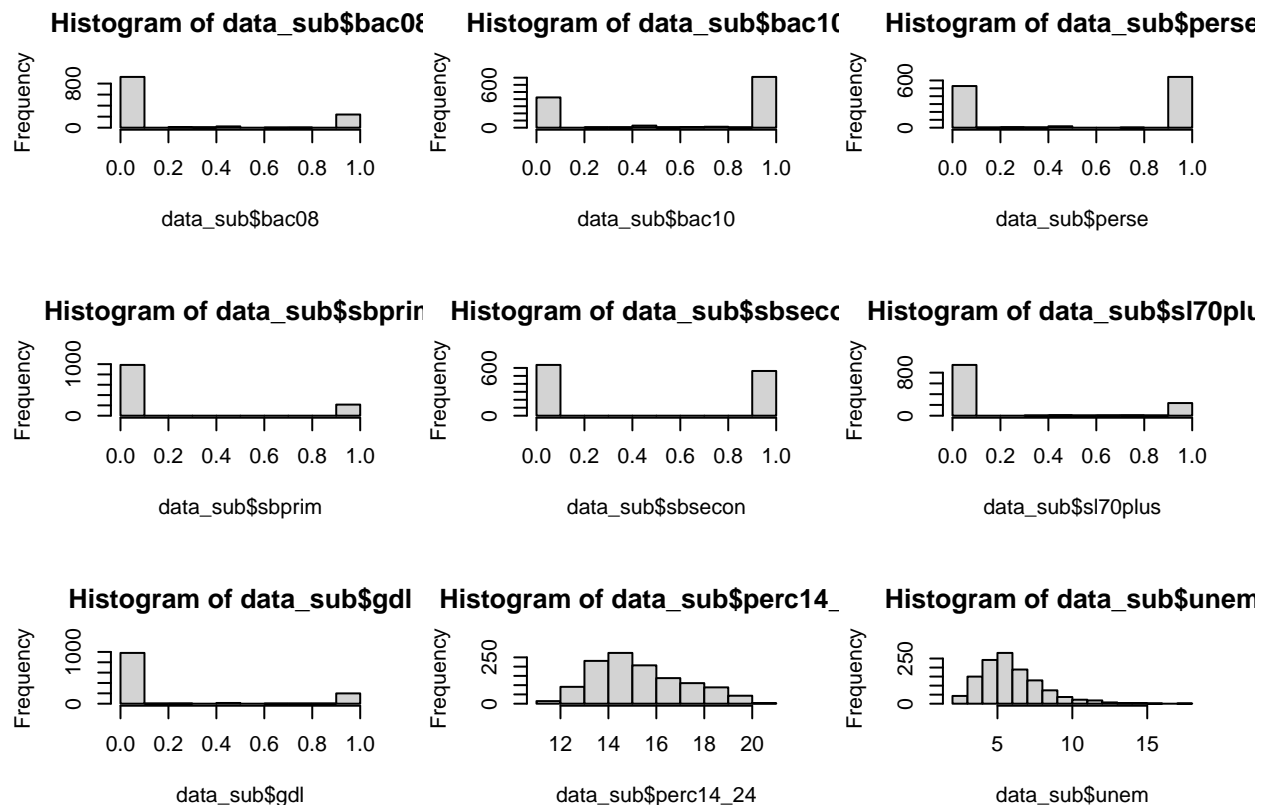 Histogram of data_sub$bac08
Frequency
0 800
0.0 0.2 0.4 0.6 0.8 1.0
data_sub$bac08
Histogram of data_sub$bac10
Frequency
0 600
0.0 0.2 0.4 0.6 0.8 1.0
data_sub$bac10
Histogram of data_sub$perse
Frequency
0 600
0.0 0.2 0.4 0.6 0.8 1.0
data_sub$perse
Histogram of data_sub$sbprin
Frequency
0 1000
0.0 0.2 0.4 0.6 0.8 1.0
data_sub$sbprim
Histogram of data_sub$sbseco
Frequency
0 600
0.0 0.2 0.4 0.6 0.8 1.0
data_sub$sbsecon
Histogram of data_sub$sl70plu
Frequency
0 800
0.0 0.2 0.4 0.6 0.8 1.0
data_sub$sl70plus
Histogram of data_sub$gdl
Frequency
0 1000
0.0 0.2 0.4 0.6 0.8 1.0
data_sub$gdl
Histogram of data_sub$perc14_
Frequency
0 250
12 14 16 18 20
data_sub$perc14_24
Histogram of data_sub$unem
Frequency
0 250
5 10 15
data_sub$unem